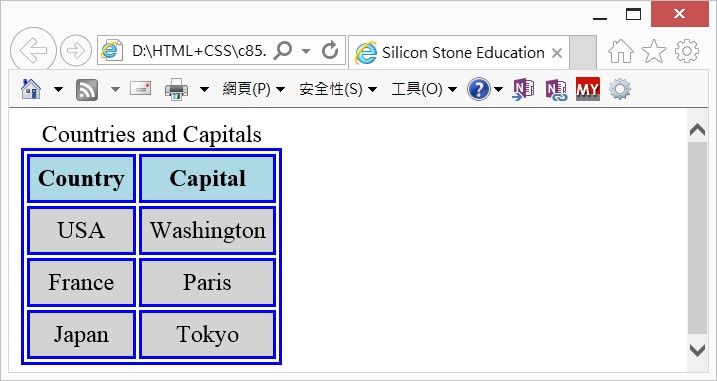 D:\HTML+CSS\c85.
Silicon Stone Education
網頁(P) 安全性(S) 工具(O) ? N N MY
Countries and Capitals
Country Capital
USA Washington
France Paris
Japan Tokyo